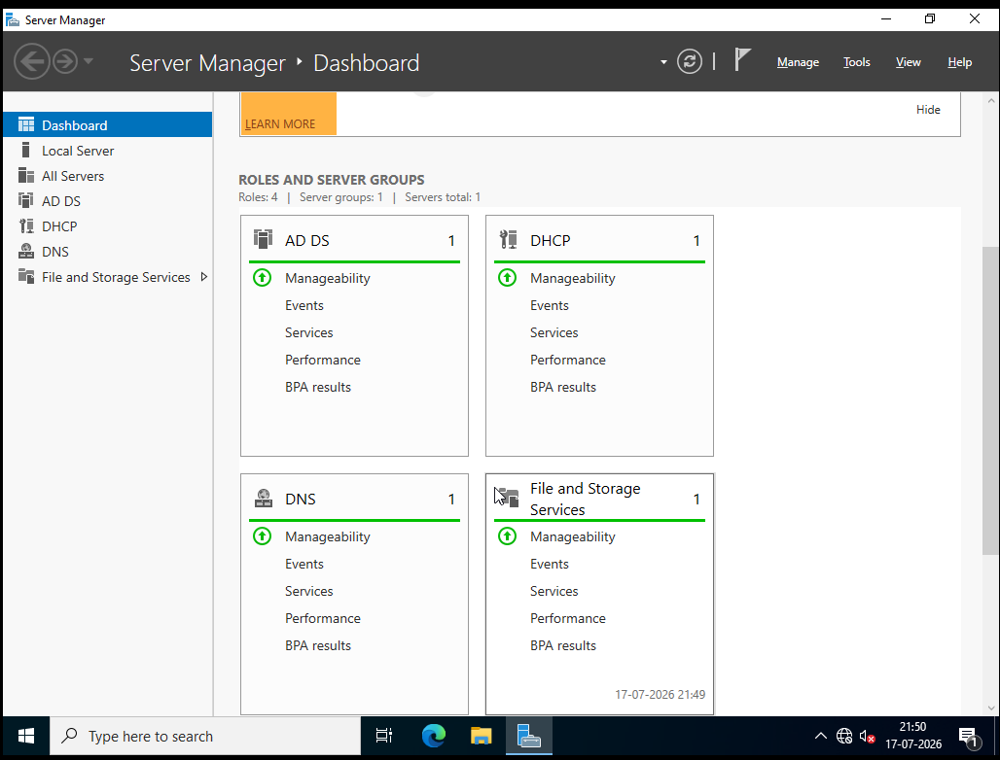 Server Manager
Server Manager • Dashboard
Manage Tools View Help
Dashboard
Local Server
All Servers
AD DS
DHCP
DNS
File and Storage Services
LEARN MORE
Hide
ROLES AND SERVER GROUPS
Roles: 4 | Server groups: 1 | Servers total: 1
AD DS 1
Manageability
Events
Services
Performance
BPA results
DHCP 1
Manageability
Events
Services
Performance
BPA results
DNS 1
Manageability
Events
Services
Performance
BPA results
File and Storage
Services 1
Manageability
Events
Services
Performance
BPA results
17-07-2026 21:49
Type here to search
21:50
17-07-2026
1